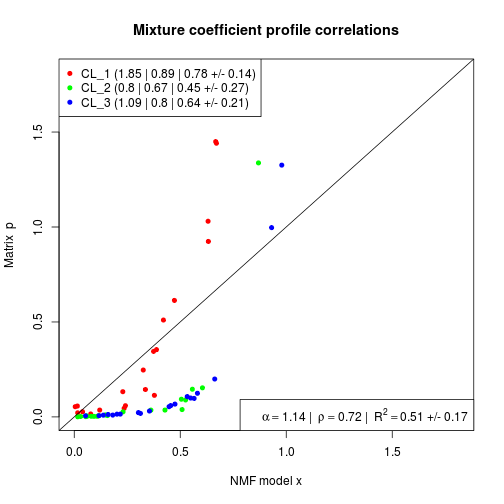 Mixture coefficient profile correlations
CL_1 (1.85 | 0.89 | 0.78 +/- 0.14)
CL_2 (0.8 | 0.67 | 0.45 +/- 0.27)
CL_3 (1.09 | 0.8 | 0.64 +/- 0.21)
Matrix p
1.5
1.0
0.5
0.0
α = 1.14 | ρ = 0.72 | R² = 0.51 +/- 0.17
0.0 0.5 1.0 1.5
NMF model x